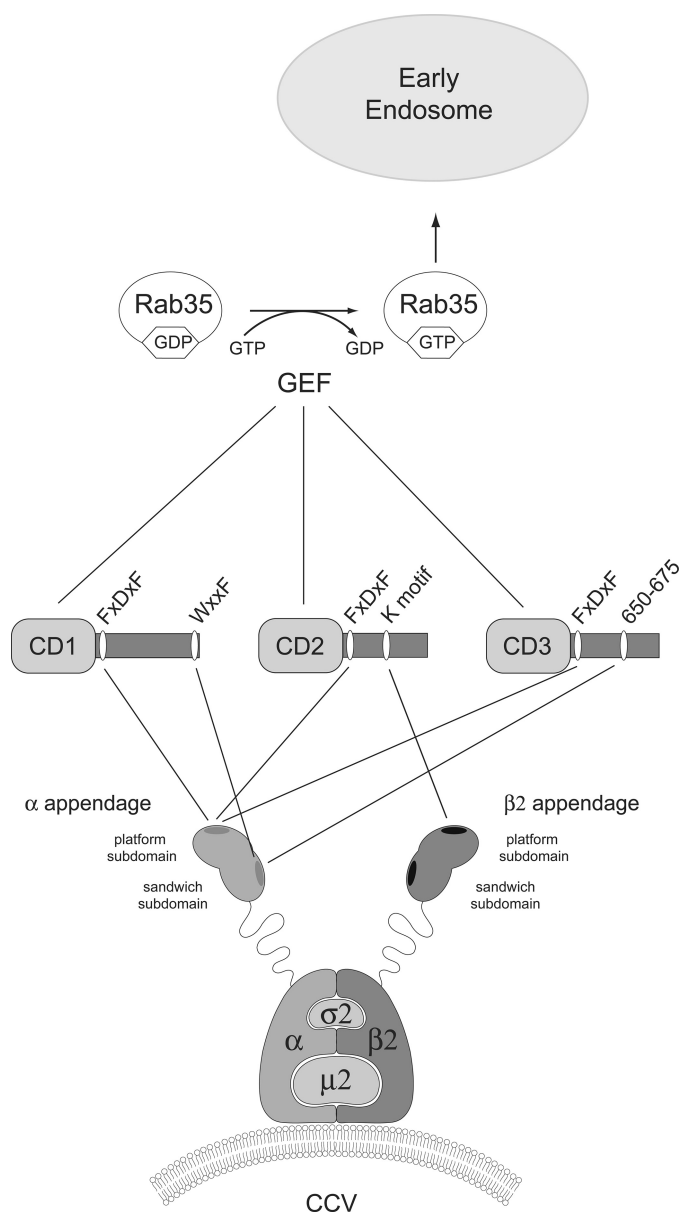 Early
Endosome
Rab35
GDP
GTP
GDP
Rab35
GTP
GEF
CD1
FxDxF
WxxF
CD2
FxDxF
K motif
CD3
FxDxF
650-675
α appendage
platform
subdomain
sandwich
subdomain
β2 appendage
platform
subdomain
sandwich
subdomain
σ2
α
β2
μ2
CCV